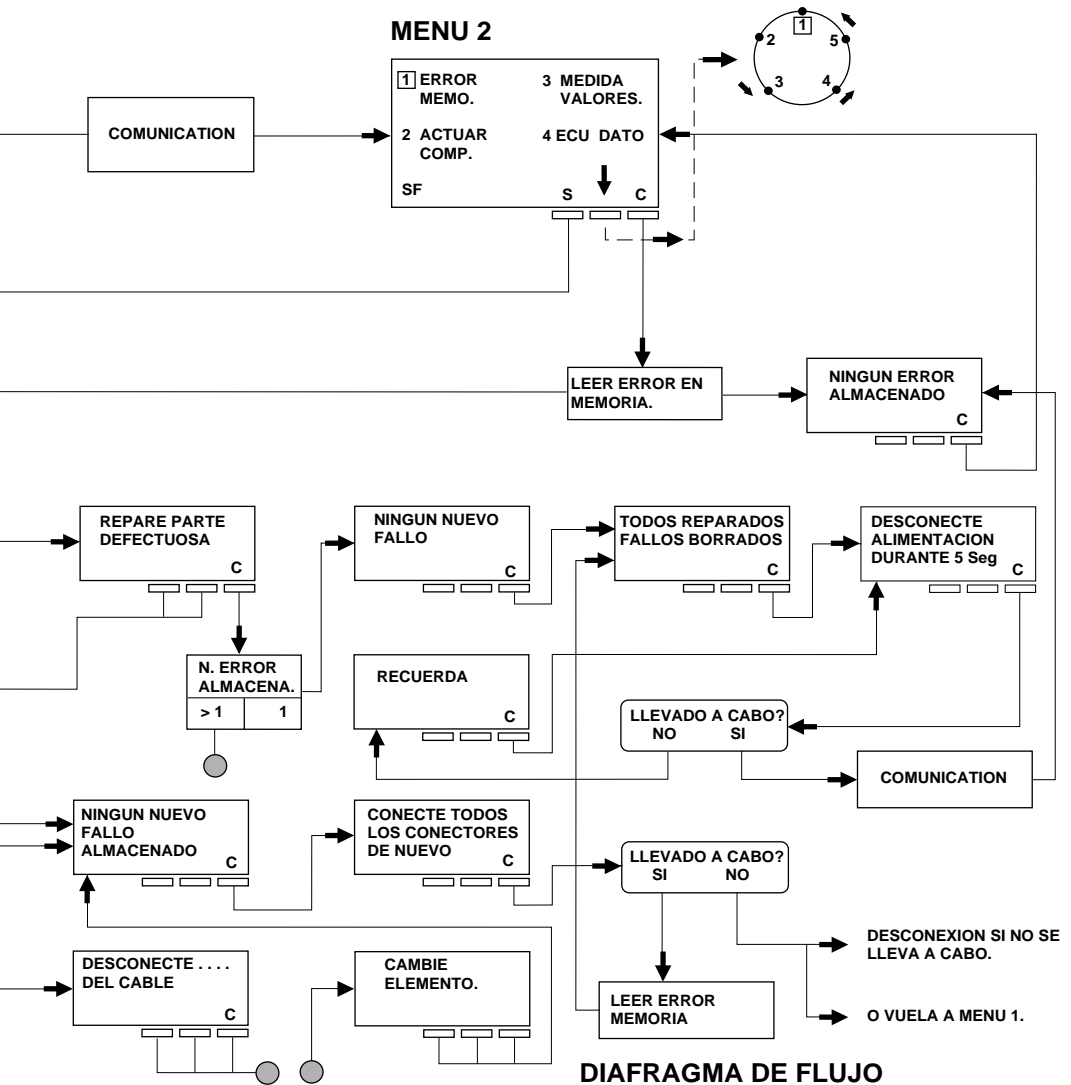 MENU 2
1 ERROR
MEMO.
3 MEDIDA
VALORES.
2 ACTUAR
COMP.
4 ECU DATO
SF
S
C
1
2
3
4
5
COMUNICATION
LEER ERROR EN
MEMORIA.
NINGUN ERROR
ALMACENADO
C
REPARE PARTE
DEFECTUOSA
C
NINGUN NUEVO
FALLO
C
TODOS REPARADOS
FALLOS BORRADOS
C
DESCONECTE
ALIMENTACION
DURANTE 5 Seg
C
N. ERROR
ALMACENA.
> 1
1
RECUERDA
C
LLEVADO A CABO?
NO SI
COMUNICATION
NINGUN NUEVO
FALLO
ALMACENADO
C
CONECTE TODOS
LOS CONECTORES
DE NUEVO
C
LLEVADO A CABO?
SI NO
DESCONEXION SI NO SE
LLEVA A CABO.
O VUELA A MENU 1.
DESCONECTE . . . .
DEL CABLE
C
CAMBIE
ELEMENTO.
LEER ERROR
MEMORIA
DIAFRAGMA DE FLUJO